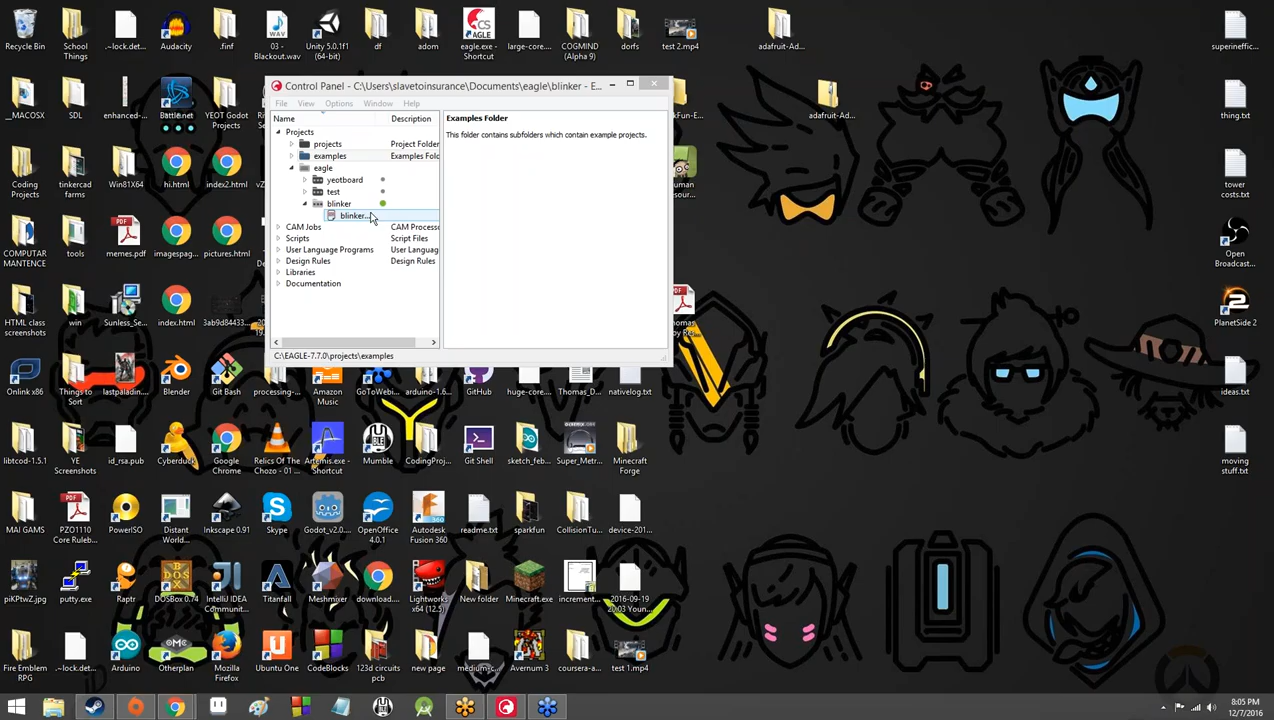 Control Panel - C:\Users\slavetoinsurance\Documents\eagle\blinker - E...
File View Options Window Help
Name Description
Projects
projects Project Folder
examples Examples Fold
eagle
yeotboard
test
blinker
blinker...
CAM Jobs CAM Process
Scripts Script Files
User Language Programs User Languag
Design Rules Design Rules
Libraries
Documentation
C:\EAGLE-7.7.0\projects\examples
Examples Folder
This folder contains subfolders which contain example projects.
Recycle Bin
School
Things
~lock.det...
Audacity
.finf
03 -
Blackout.wav
Unity 5.0.1f1
(64-bit)
df
adom
eagle.exe -
Shortcut
large-core...
COGMIND
(Alpha 9)
dorfs
test 2.mp4
adafruit-Ad...
superineffic...
__MACOSX
SDL
enhanced-...
Battle.net
YEOT Godot
Projects
adafruit-Ad...
thing.txt
Coding
Projects
tinkercad
farms
Win81X64
hi.html
index2.html
tower
costs.txt
COMPUTAR
MANTENCE
tools
memes.pdf
imagespag...
pictures.html
Open
Broadcast...
HTML class
screenshots
win
Sunless_Se...
index.html
3ab9d84433...
PlanetSide 2
Onlink x86
Things to
Sort
lastpaladin...
Blender
Git Bash
processing-...
Amazon
Music
GoToWebi...
arduino-1.6...
GitHub
huge-core...
Thomas_D...
nativelog.txt
ideas.txt
libtcod-1.5.1
YE
Screenshots
id_rsa.pub
Cyberduck
Google
Chrome
Relics Of The
Chozo - 01 ...
Artemis.exe -
Shortcut
Mumble
CodingProj...
Git Shell
sketch_feb...
Super_Metr...
Minecraft
Forge
moving
stuff.txt
MAI GAMS
PZO1110
Core Ruleb...
PowerISO
Distant
World...
Inkscape 0.91
Skype
Godot_v2.0....
OpenOffice
4.0.1
Autodesk
Fusion 360
readme.txt
sparkfun
CollisionTu...
device-201...
piKPtwZ.jpg
putty.exe
Raptr
DOSBox 0.74
IntelliJ IDEA
Communit...
Titanfall
Meshmixer
download....
Lightworks
x64 (12.5)
New folder
Minecraft.exe
increment...
2016-09-19
20:03 Youn...
Fire Emblem
RPG
~lock.det...
Arduino
Otherplan
Mozilla
Firefox
Ubuntu One
CodeBlocks
123d circuits
pcb
new page
medium-c...
Avernum 3
coursera-a...
test 1.mp4
8:05 PM
12/7/2016